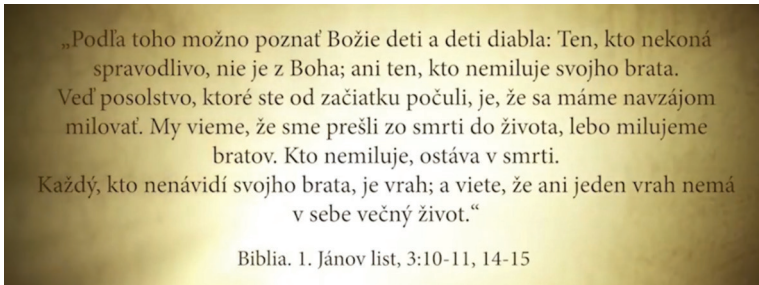 „Podľa toho možno poznať Božie deti a deti diabla: Ten, kto nekoná
spravodlivo, nie je z Boha; ani ten, kto nemiluje svojho brata.
Veď posolstvo, ktoré ste od začiatku počuli, je, že sa máme navzájom
milovať. My vieme, že sme prešli zo smrti do života, lebo milujeme
bratov. Kto nemiluje, ostáva v smrti.
Každý, kto nenávidí svojho brata, je vrah; a viete, že ani jeden vrah nemá
v sebe večný život.“
Biblia. 1. Jánov list, 3:10-11, 14-15